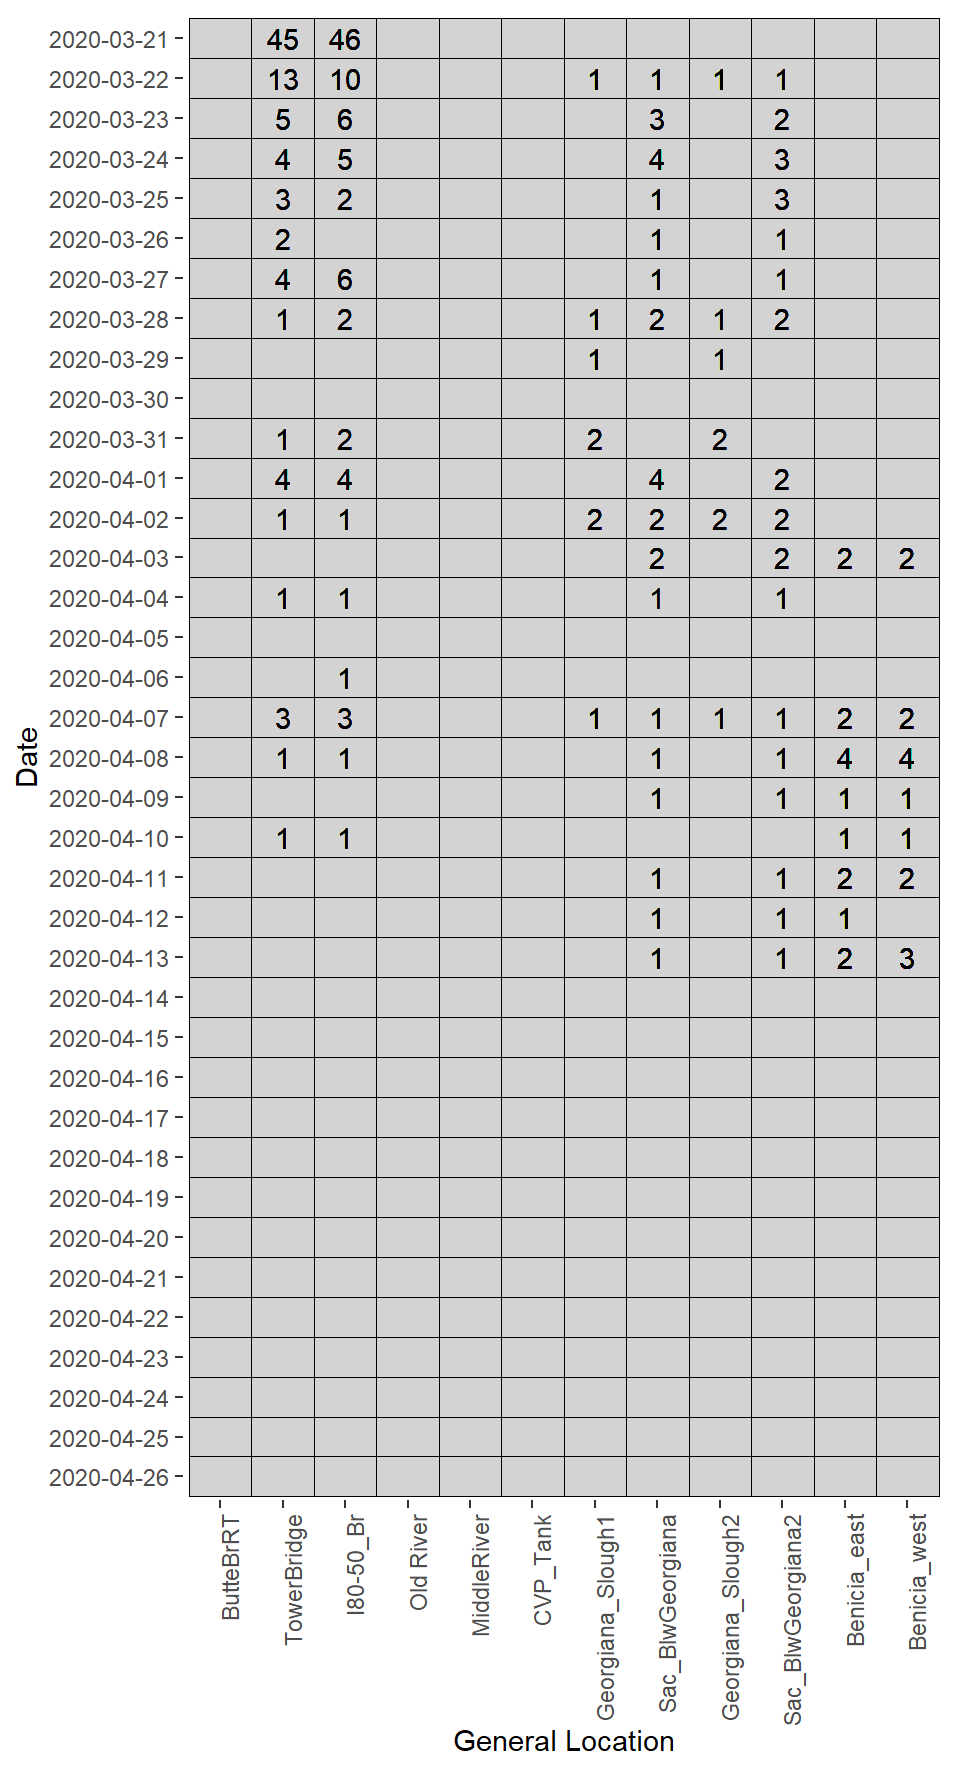 2020-03-21 45 46
2020-03-22 13 10 1 1 1 1
2020-03-23 5 6 3 2
2020-03-24 4 5 4 3
2020-03-25 3 2 1 3
2020-03-26 2 1 1
2020-03-27 4 6 1 1
2020-03-28 1 2 1 2 1 2
2020-03-29 1 1
2020-03-30
2020-03-31 1 2 2 2
2020-04-01 4 4 4 2
2020-04-02 1 1 2 2 2 2
2020-04-03 2 2 2 2
2020-04-04 1 1 1 1
2020-04-05
2020-04-06 1
2020-04-07 3 3 1 1 1 1 2 2
2020-04-08 1 1 1 1 4 4
2020-04-09 1 1 1 1
2020-04-10 1 1 1 1
2020-04-11 1 1 2 2
2020-04-12 1 1 1
2020-04-13 1 1 2 3
2020-04-14
2020-04-15
2020-04-16
2020-04-17
2020-04-18
2020-04-19
2020-04-20
2020-04-21
2020-04-22
2020-04-23
2020-04-24
2020-04-25
2020-04-26
Date
ButteBrRT
TowerBridge
I80-50_Br
Old River
MiddleRiver
CVP_Tank
Georgiana_Slough1
Sac_BlwGeorgiana
Georgiana_Slough2
Sac_BlwGeorgiana2
Benicia_east
Benicia_west
General Location